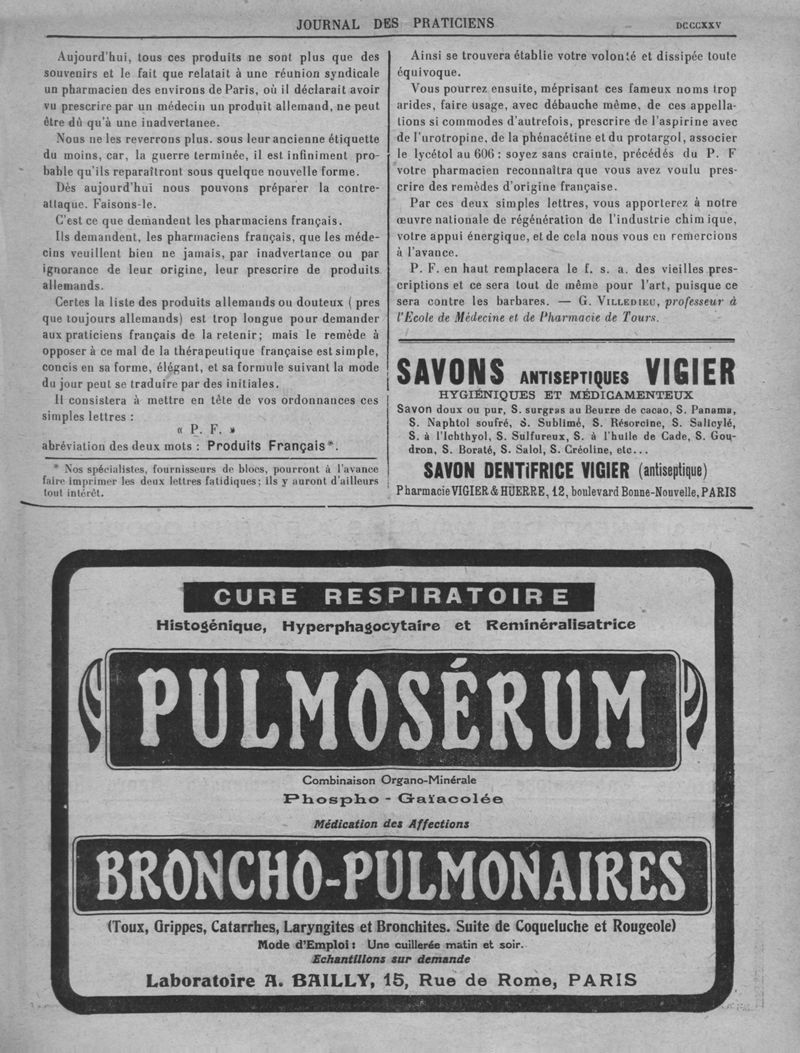 JOURNAL DES PRATICIENS
DCCCXXV
Aujourd'hui, tous ces produits ne sont plus que des
souvenirs et le fait que relatait à une réunion syndicale
un pharmacien des environs de Paris, où il déclarait avoir
vu prescrire par un médecin un produit allemand, ne peut
être dû qu'à une inadvertance.
Nous ne les reverrons plus. sous leur ancienne étiquette
du moins, car, la guerre terminée, il est infiniment pro-
bable qu'ils reparaîtront sous quelque nouvelle forme.
Dès aujourd'hui nous pouvons préparer la contre-
attaque. Faisons-le.
C'est ce que demandent les pharmaciens français.
Ils demandent, les pharmaciens français, que les méde-
cins veuillent bien ne jamais, par inadvertance ou par
ignorance de leur origine, leur prescrire de produits
allemands.
Certes la liste des produits allemands ou douteux ( pres
que toujours allemands) est trop longue pour demander
aux praticiens français de la retenir; mais le remède à
opposer à ce mal de la thérapeutique française est simple,
concis en sa forme, élégant, et sa formule suivant la mode
du jour peut se traduire par des initiales.
Il consistera à mettre en tête de vos ordonnances ces
simples lettres :
« P. F. »
abréviation des deux mots : Produits Français*.
* Nos spécialistes, fournisseurs de blocs, pourront à l'avance
faire imprimer les deux lettres fatidiques; ils y auront d'ailleurs
tout intérêt.
Ainsi se trouvera établie votre volonté et dissipée toute
équivoque.
Vous pourrez ensuite, méprisant ces fameux noms trop
arides, faire usage, avec débauche même, de ces appella-
tions si commodes d'autrefois, prescrire de l'aspirine avec
de l'urotropine, de la phénacétine et du protargol, associer
le lycétol au 606 : soyez sans crainte, précédés du P. F
votre pharmacien reconnaîtra que vous avez voulu pres-
crire des remèdes d'origine française.
Par ces deux simples lettres, vous apporterez à notre
œuvre nationale de régénération de l'industrie chimique,
votre appui énergique, et de cela nous vous en remercions
à l'avance.
P. F. en haut remplacera le f. s. a. des vieilles pres-
criptions et ce sera tout de même pour l'art, puisque ce
sera contre les barbares. — G. VILLEDIEU, professeur à
l'Ecole de Médecine et de Pharmacie de Tours.
SAVONS ANTISEPTIQUES VIGIER
HYGIÉNIQUES ET MÉDICAMENTEUX
Savon doux ou pur, S. surgras au Beurre de cacao, S. Panama,
S. Naphtol soufré, S. Sublimé, S. Résorcine, S. Salicylé,
S. à l'Ichthyol, S. Sulfureux, S. à l'huile de Cade, S. Gou-
dron, S. Boraté, S. Salol, S. Créoline, etc...
SAVON DENTIFRICE VIGIER (antiseptique)
Pharmacie VIGIER & HUERRE, 12, boulevard Bonne-Nouvelle, PARIS
CURE RESPIRATOIRE
Histogénique, Hyperphagocytaire et Reminéralisatrice
PULMOSÉRUM
Combinaison Organo-Minérale
Phospho - Gaïacolée
Médication des Affections
BRONCHO-PULMONAIRES
(Toux, Grippes, Catarrhes, Laryngites et Bronchites. Suite de Coqueluche et Rougeole)
Mode d'Emploi : Une cuillerée matin et soir.
Echantillons sur demande
Laboratoire A. BAILLY, 15, Rue de Rome, PARIS